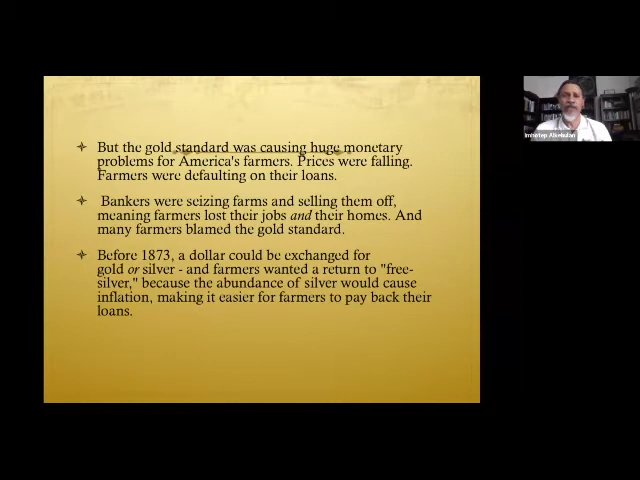 But the gold standard was causing huge monetary
problems for America's farmers. Prices were falling.
Farmers were defaulting on their loans.
Bankers were seizing farms and selling them off,
meaning farmers lost their jobs and their homes. And
many farmers blamed the gold standard.
Before 1873, a dollar could be exchanged for
gold or silver - and farmers wanted a return to "free-
silver," because the abundance of silver would cause
inflation, making it easier for farmers to pay back their
loans.
Imhotep Alkebulan